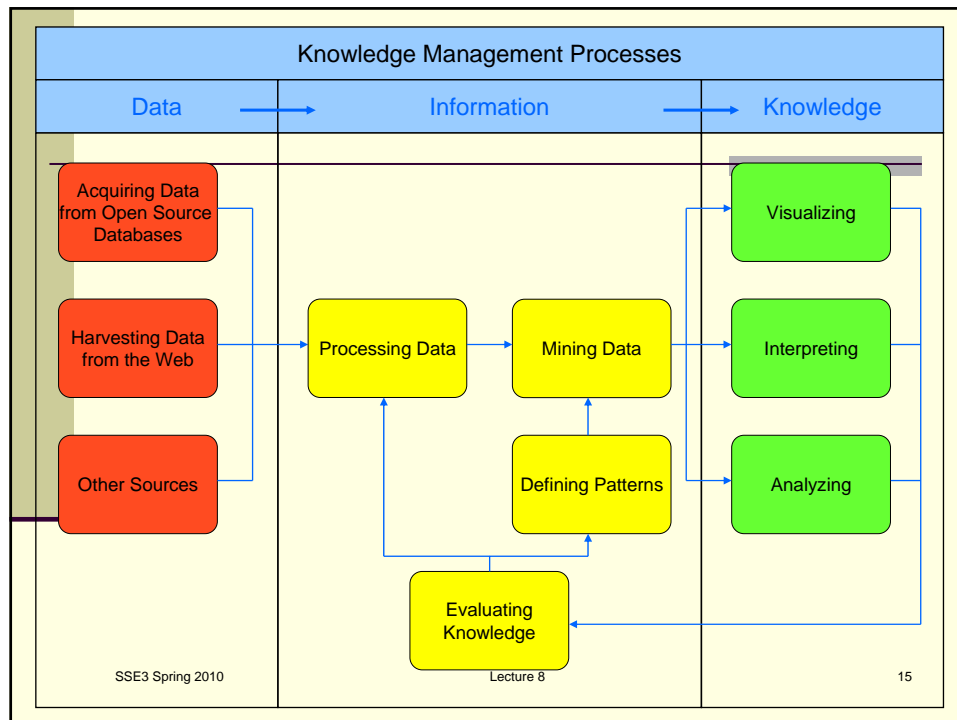 Knowledge Management Processes
Data
Information
Knowledge
Acquiring Data
from Open Source
Databases
Visualizing
Harvesting Data
from the Web
Processing Data
Mining Data
Interpreting
Other Sources
Defining Patterns
Analyzing
Evaluating
Knowledge
SSE3 Spring 2010
Lecture 8
15